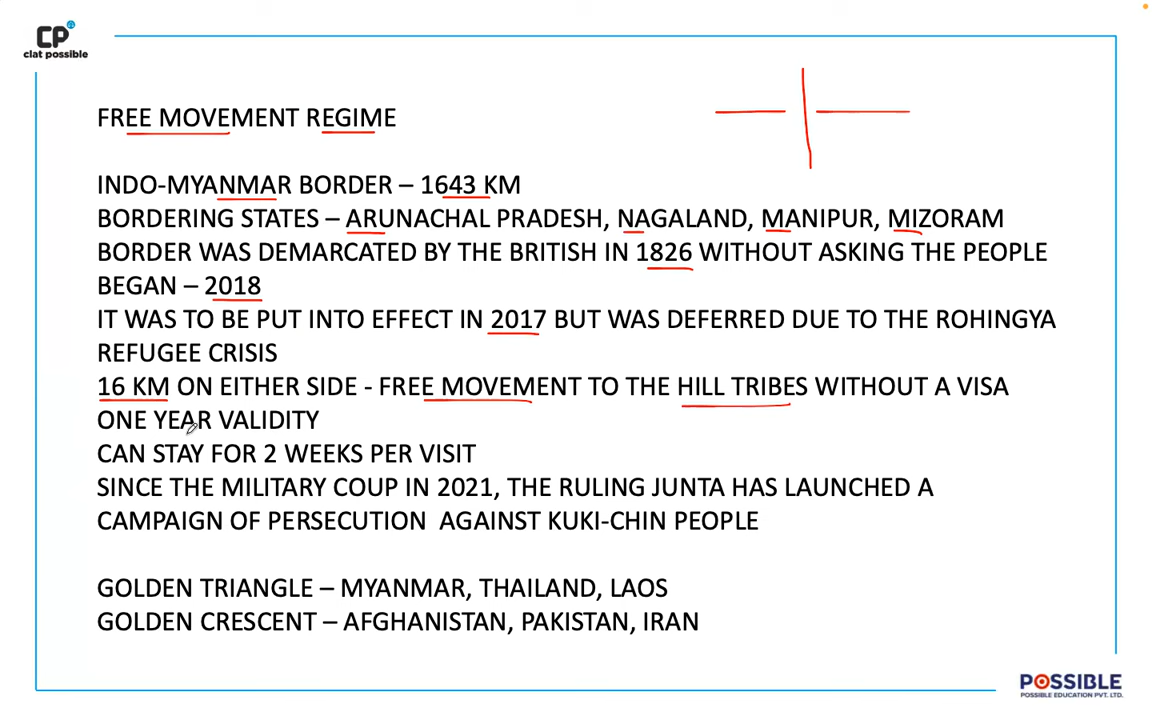 CP
clat possible
FREE MOVEMENT REGIME
INDO-MYANMAR BORDER – 1643 KM
BORDERING STATES – ARUNACHAL PRADESH, NAGALAND, MANIPUR, MIZORAM
BORDER WAS DEMARCATED BY THE BRITISH IN 1826 WITHOUT ASKING THE PEOPLE
BEGAN – 2018
IT WAS TO BE PUT INTO EFFECT IN 2017 BUT WAS DEFERRED DUE TO THE ROHINGYA
REFUGEE CRISIS
16 KM ON EITHER SIDE - FREE MOVEMENT TO THE HILL TRIBES WITHOUT A VISA
ONE YEAR VALIDITY
CAN STAY FOR 2 WEEKS PER VISIT
SINCE THE MILITARY COUP IN 2021, THE RULING JUNTA HAS LAUNCHED A
CAMPAIGN OF PERSECUTION AGAINST KUKI-CHIN PEOPLE
GOLDEN TRIANGLE – MYANMAR, THAILAND, LAOS
GOLDEN CRESCENT – AFGHANISTAN, PAKISTAN, IRAN
POSSIBLE
POSSIBLE EDUCATION PVT. LTD.